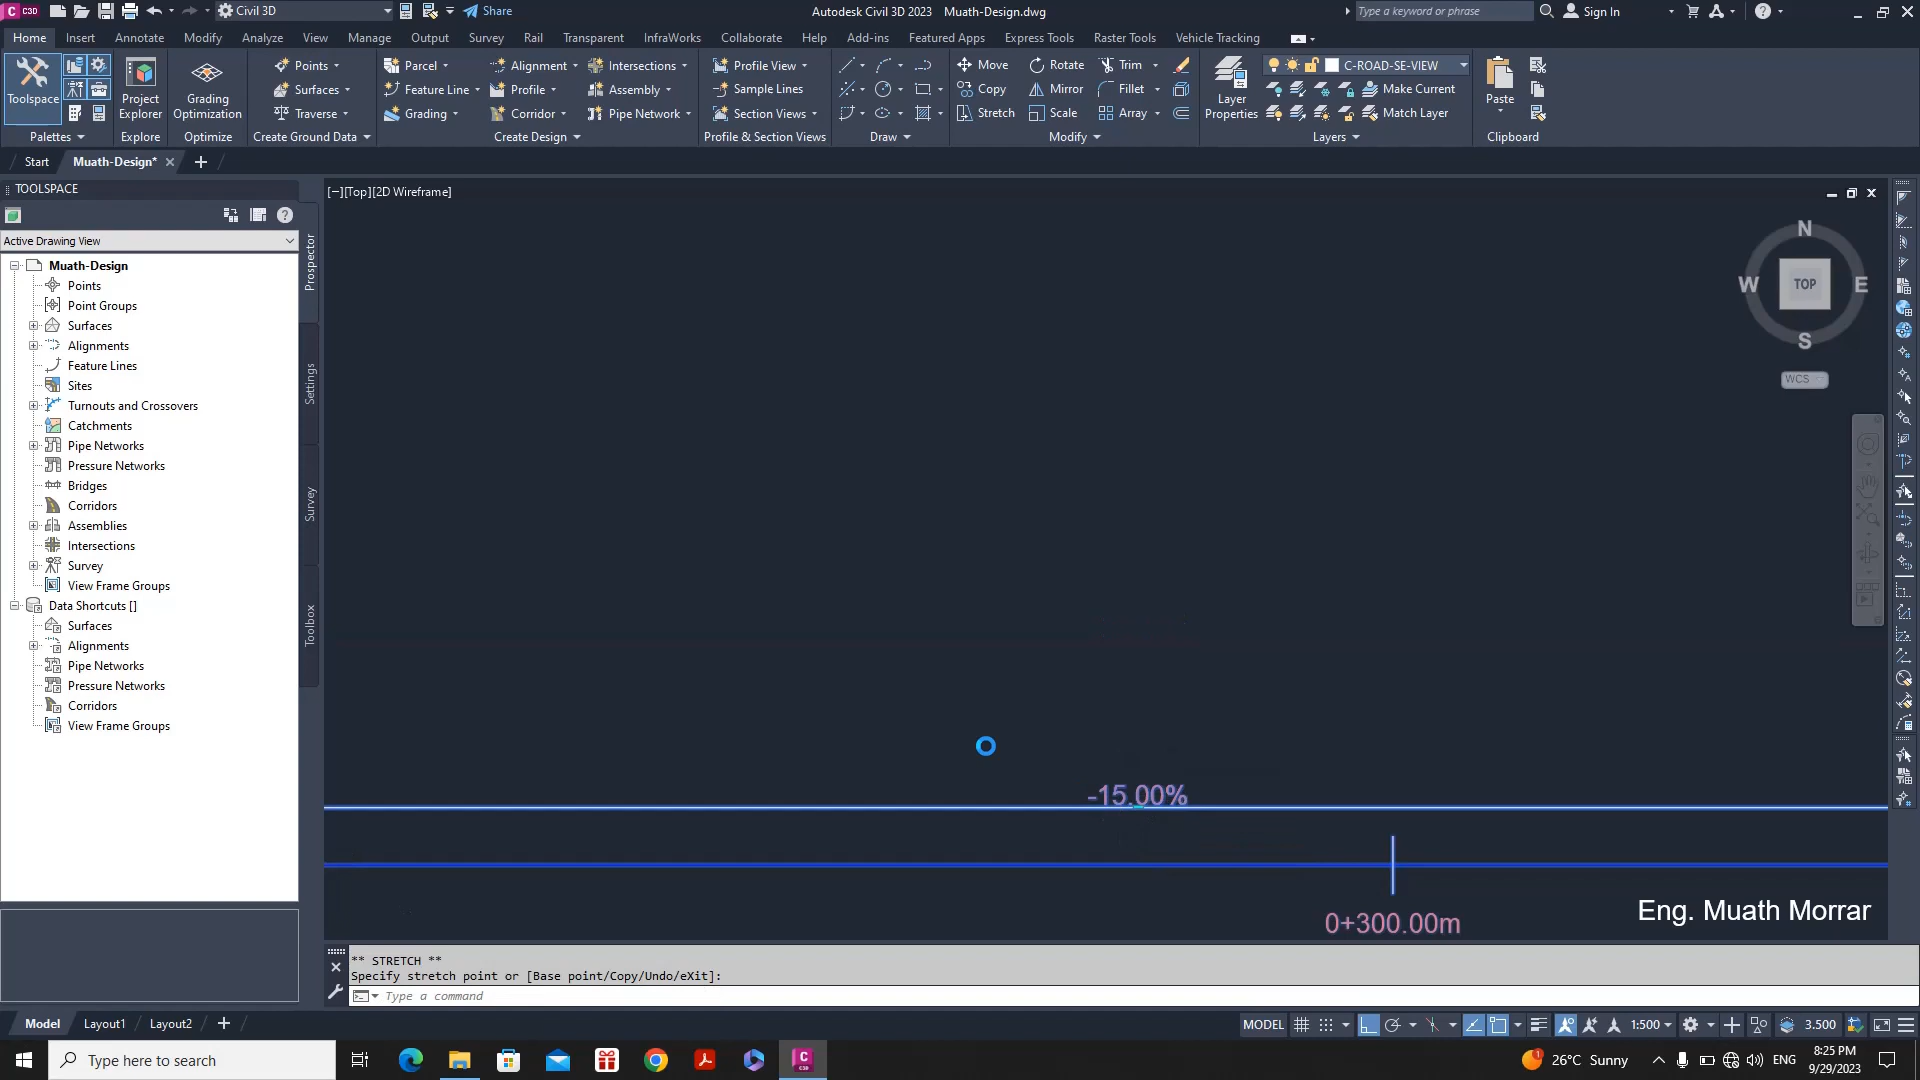 C3D Civil 3D Share Autodesk Civil 3D 2023 Muath-Design.dwg Type a keyword or phrase Sign In
Home Insert Annotate Modify Analyze View Manage Output Survey Rail Transparent InfraWorks Collaborate Help Add-ins Featured Apps Express Tools Raster Tools Vehicle Tracking
Points Parcel Alignment Intersections Profile View Move Rotate Trim C-ROAD-SE-VIEW
Toolspace Project Explorer Grading Optimization Surfaces Feature Line Profile Assembly Sample Lines Copy Mirror Fillet Layer Properties Make Current Paste
Traverse Grading Corridor Pipe Network Section Views Stretch Scale Array Match Layer
Palettes Explore Optimize Create Ground Data Create Design Profile & Section Views Draw Modify Layers Clipboard
Start Muath-Design*
TOOLSPACE
[−][Top][2D Wireframe]
Active Drawing View
Prospector
Settings
Survey
Toolbox
Muath-Design
Points
Point Groups
Surfaces
Alignments
Feature Lines
Sites
Turnouts and Crossovers
Catchments
Pipe Networks
Pressure Networks
Bridges
Corridors
Assemblies
Intersections
Survey
View Frame Groups
Data Shortcuts []
Surfaces
Alignments
Pipe Networks
Pressure Networks
Corridors
View Frame Groups
N
W TOP E
S
WCS
-15.00%
0+300.00m
Eng. Muath Morrar
** STRETCH **
Specify stretch point or [Base point/Copy/Undo/eXit]:
Type a command
Model Layout1 Layout2 MODEL 1:500 3.500
Type here to search 26°C Sunny ENG 8:25 PM
9/29/2023